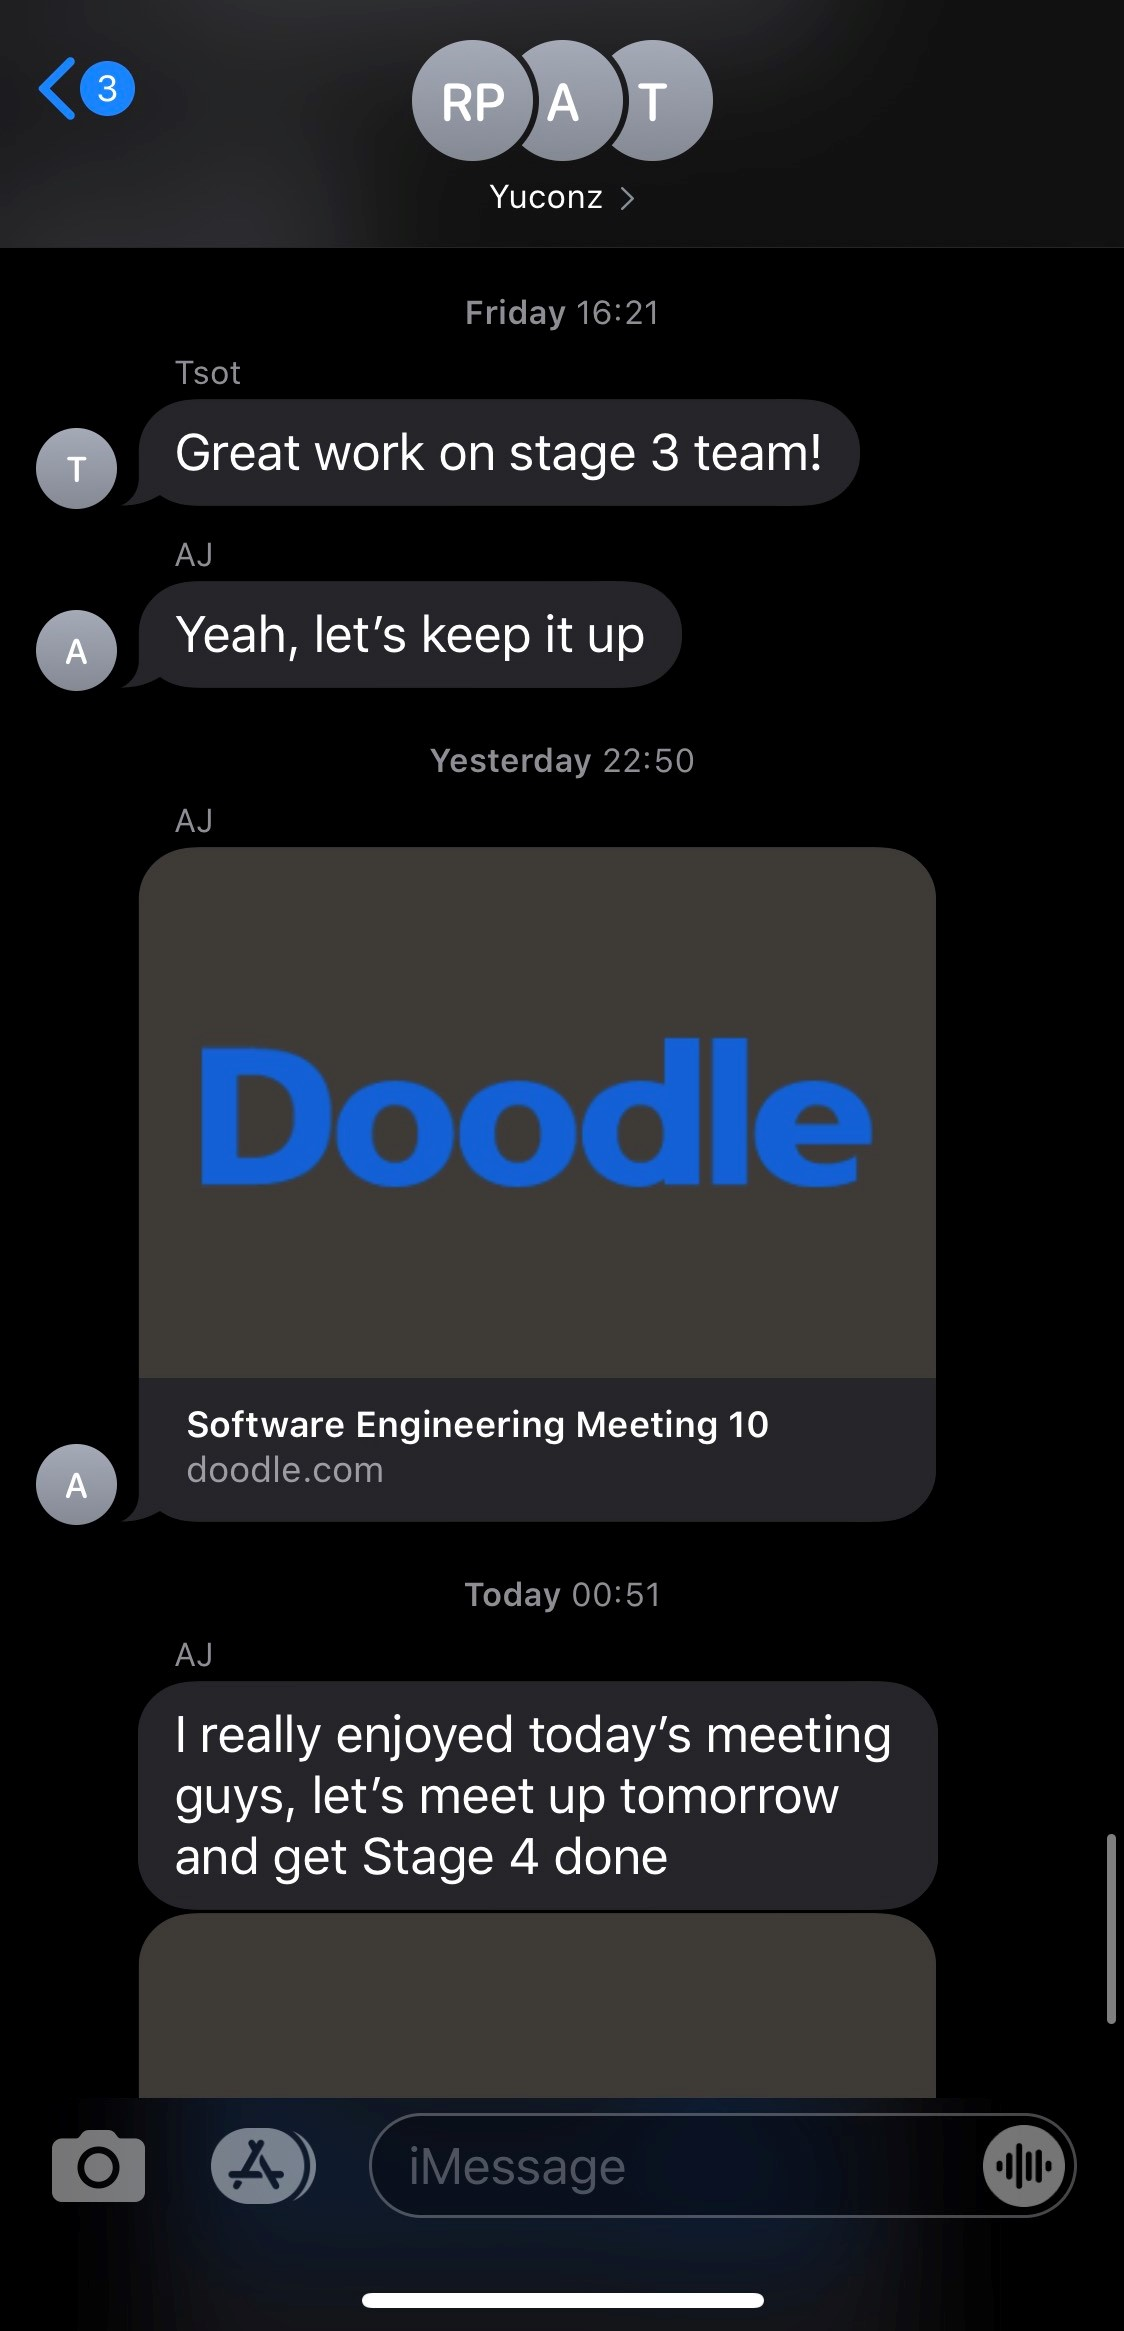 3
RP A T
Yuconz
Friday 16:21
Tsot
T
Great work on stage 3 team!
AJ
A
Yeah, let’s keep it up
Yesterday 22:50
AJ
Doodle
Software Engineering Meeting 10
doodle.com
A
Today 00:51
AJ
I really enjoyed today’s meeting
guys, let’s meet up tomorrow
and get Stage 4 done
iMessage